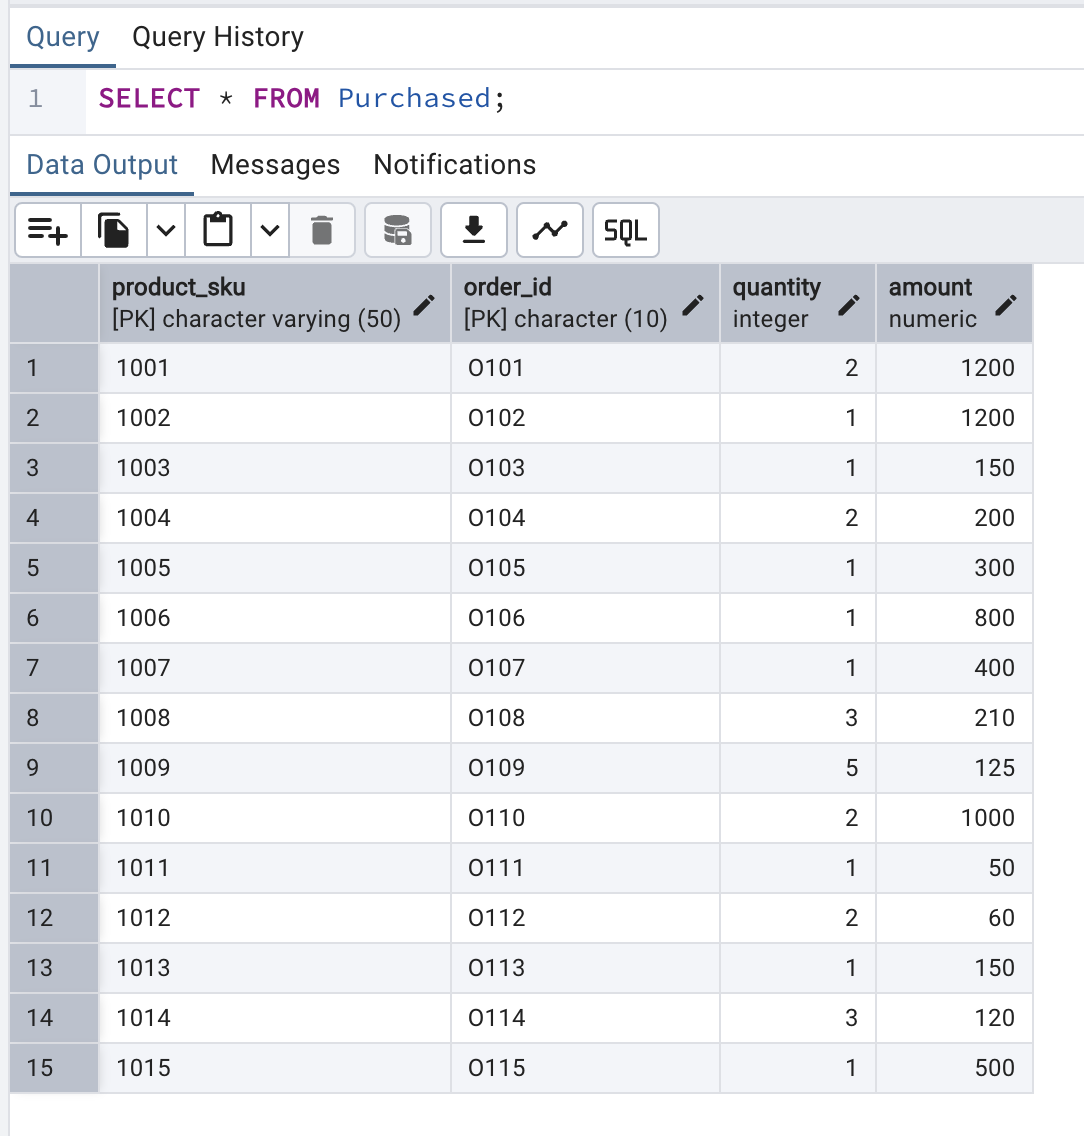 Query Query History
1 SELECT * FROM Purchased;
Data Output Messages Notifications
SQL
product_sku order_id quantity amount
[PK] character varying (50) [PK] character (10) integer numeric
1 1001 O101 2 1200
2 1002 O102 1 1200
3 1003 O103 1 150
4 1004 O104 2 200
5 1005 O105 1 300
6 1006 O106 1 800
7 1007 O107 1 400
8 1008 O108 3 210
9 1009 O109 5 125
10 1010 O110 2 1000
11 1011 O111 1 50
12 1012 O112 2 60
13 1013 O113 1 150
14 1014 O114 3 120
15 1015 O115 1 500